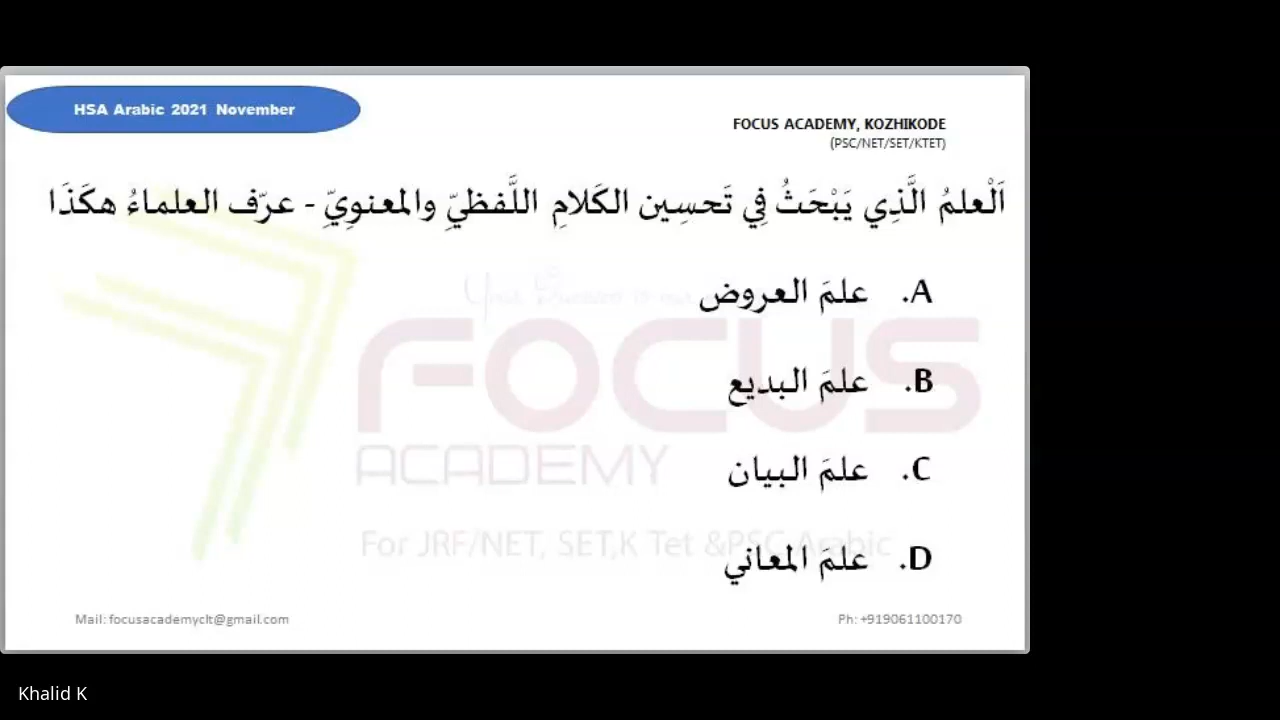 HSA Arabic 2021 November
FOCUS ACADEMY, KOZHIKODE
(PSC/NET/SET/KTET)
اَلْعلمُ الَّذِي يَبْحَثُ فِي تَحسِين الكَلامِ اللَّفظيِّ والمعنوِيِّ - عرّف العلماءُ هكَذَا
A. علمَ العروض
B. علمَ البديع
C. علمَ البيان
D. علمَ المعاني
FOCUS
ACADEMY
For JRF/NET, SET,K Tet &PSC Arabic
Mail: focusacademyclt@gmail.com
Ph: +919061100170
Khalid K